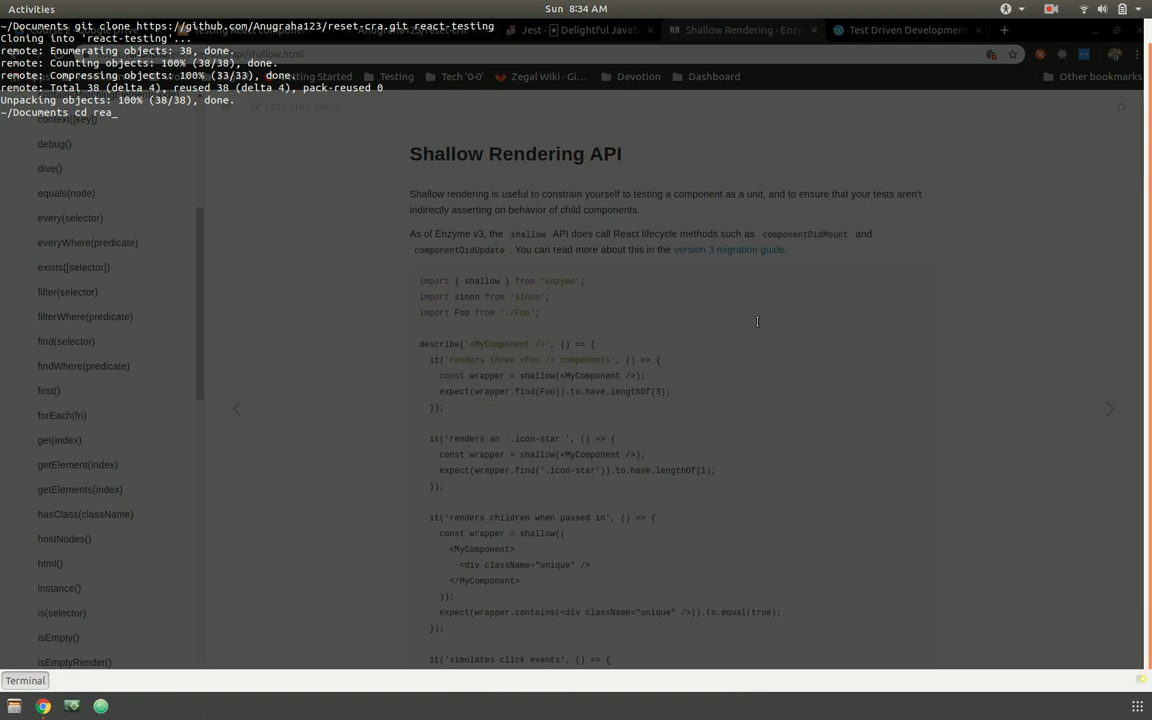 Activities
Sun 8:34 AM
~/Documents git clone https://github.com/Anugraha123/reset-cra.git react-testing
Cloning into 'react-testing'...
remote: Enumerating objects: 38, done.
remote: Counting objects: 100% (38/38), done.
remote: Compressing objects: 100% (33/33), done.
remote: Total 38 (delta 4), reused 38 (delta 4), pack-reused 0
Unpacking objects: 100% (38/38), done.
~/Documents cd rea_
Jest · Delightful JavaS
Shallow Rendering · En
Test Driven Developmen
api/shallow.html
Testing
Tech '0-0'
Zegal Wiki - Gi...
Devotion
Dashboard
Other bookmarks
EDIT THIS PAGE
context([key])
debug()
dive()
equals(node)
every(selector)
everyWhere(predicate)
exists([selector])
filter(selector)
filterWhere(predicate)
find(selector)
findWhere(predicate)
first()
forEach(fn)
get(index)
getElement(index)
getElements(index)
hasClass(className)
hostNodes()
html()
instance()
is(selector)
isEmpty()
isEmptyRender()
Shallow Rendering API
Shallow rendering is useful to constrain yourself to testing a component as a unit, and to ensure that your tests aren't
indirectly asserting on behavior of child components.
As of Enzyme v3, the shallow API does call React lifecycle methods such as componentDidMount and
componentDidUpdate . You can read more about this in the version 3 migration guide.
import { shallow } from 'enzyme';
import sinon from 'sinon';
import Foo from './Foo';
describe('<MyComponent />', () => {
it('renders three <Foo /> components', () => {
const wrapper = shallow(<MyComponent />);
expect(wrapper.find(Foo)).to.have.lengthOf(3);
});
it('renders an `.icon-star`', () => {
const wrapper = shallow(<MyComponent />);
expect(wrapper.find('.icon-star')).to.have.lengthOf(1);
});
it('renders children when passed in', () => {
const wrapper = shallow((
<MyComponent>
<div className="unique" />
</MyComponent>
));
expect(wrapper.contains(<div className="unique" />)).to.equal(true);
});
it('simulates click events', () => {
Terminal